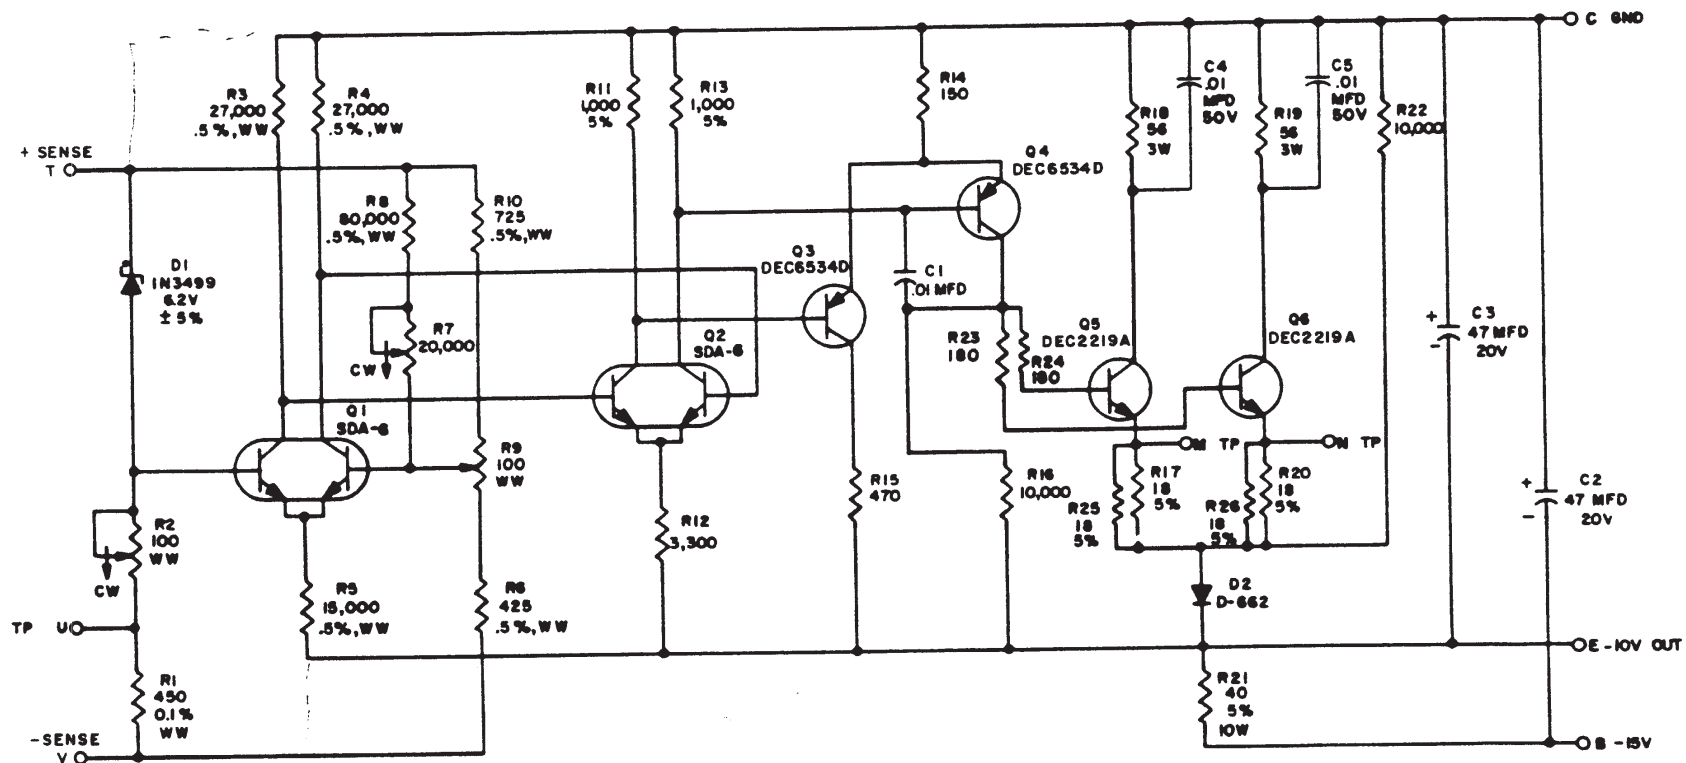 C GND
R3
27,000
.5%,WW
R4
27,000
.5%,WW
R11
1,000
5%
R13
1,000
5%
R14
150
C4
.01
MFD
50V
C5
.01
MFD
50V
R18
56
3W
R19
56
3W
R22
10,000
+ SENSE
T
Q4
DEC6534D
R8
80,000
.5%,WW
R10
725
.5%,WW
D1
1N3499
6.2V
± 5%
Q3
DEC6534D
C1
.01 MFD
R7
20,000
CW
Q2
SDA-6
R23
180
R24
180
Q5
DEC2219A
Q6
DEC2219A
+
-
C3
47 MFD
20V
Q1
SDA-6
R9
100
WW
M TP
N TP
R2
100
WW
CW
R12
3,300
R15
470
R16
10,000
R25
18
5%
R17
18
5%
R26
18
5%
R20
18
5%
+
-
C2
47 MFD
20V
R5
15,000
.5%,WW
R6
425
.5%,WW
D2
D-662
TP U
E -10V OUT
R1
450
0.1%
WW
R21
40
5%
10W
-SENSE
V
B -15V